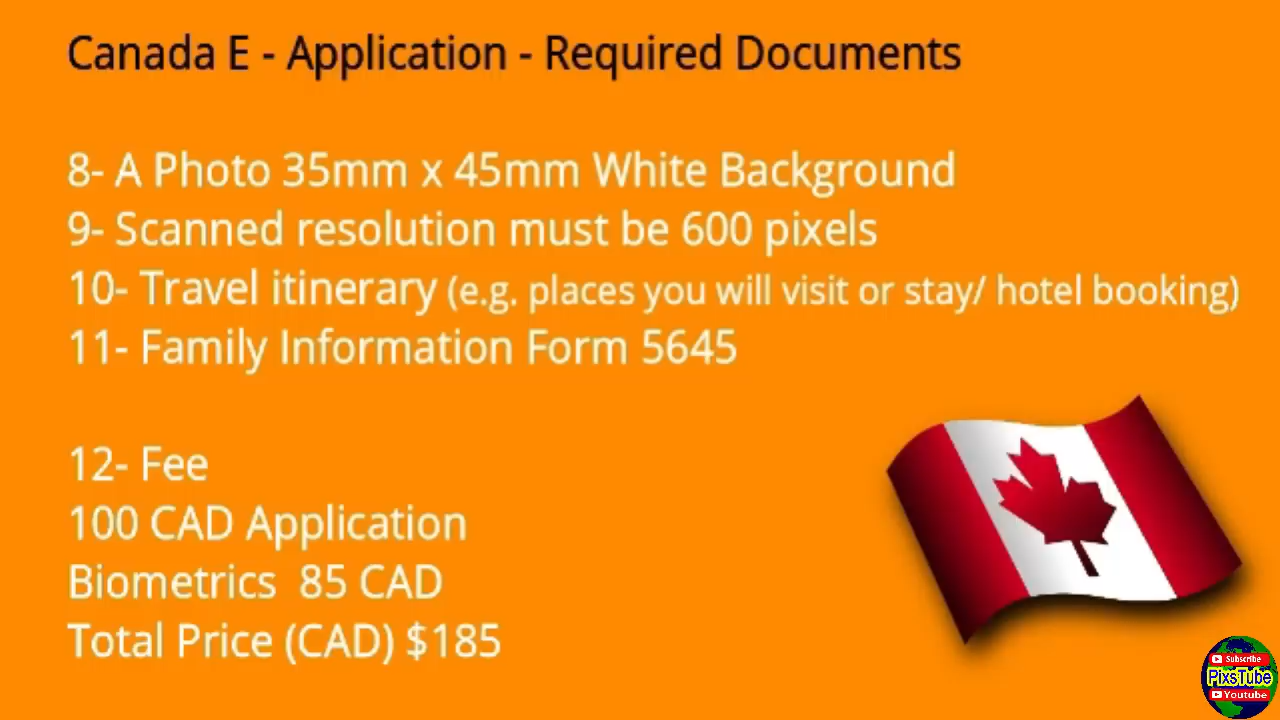 Canada E - Application - Required Documents
8- A Photo 35mm x 45mm White Background
9- Scanned resolution must be 600 pixels
10- Travel itinerary (e.g. places you will visit or stay/ hotel booking)
11- Family Information Form 5645
12- Fee
100 CAD Application
Biometrics 85 CAD
Total Price (CAD) $185
Subscribe
PixsTube
Youtube